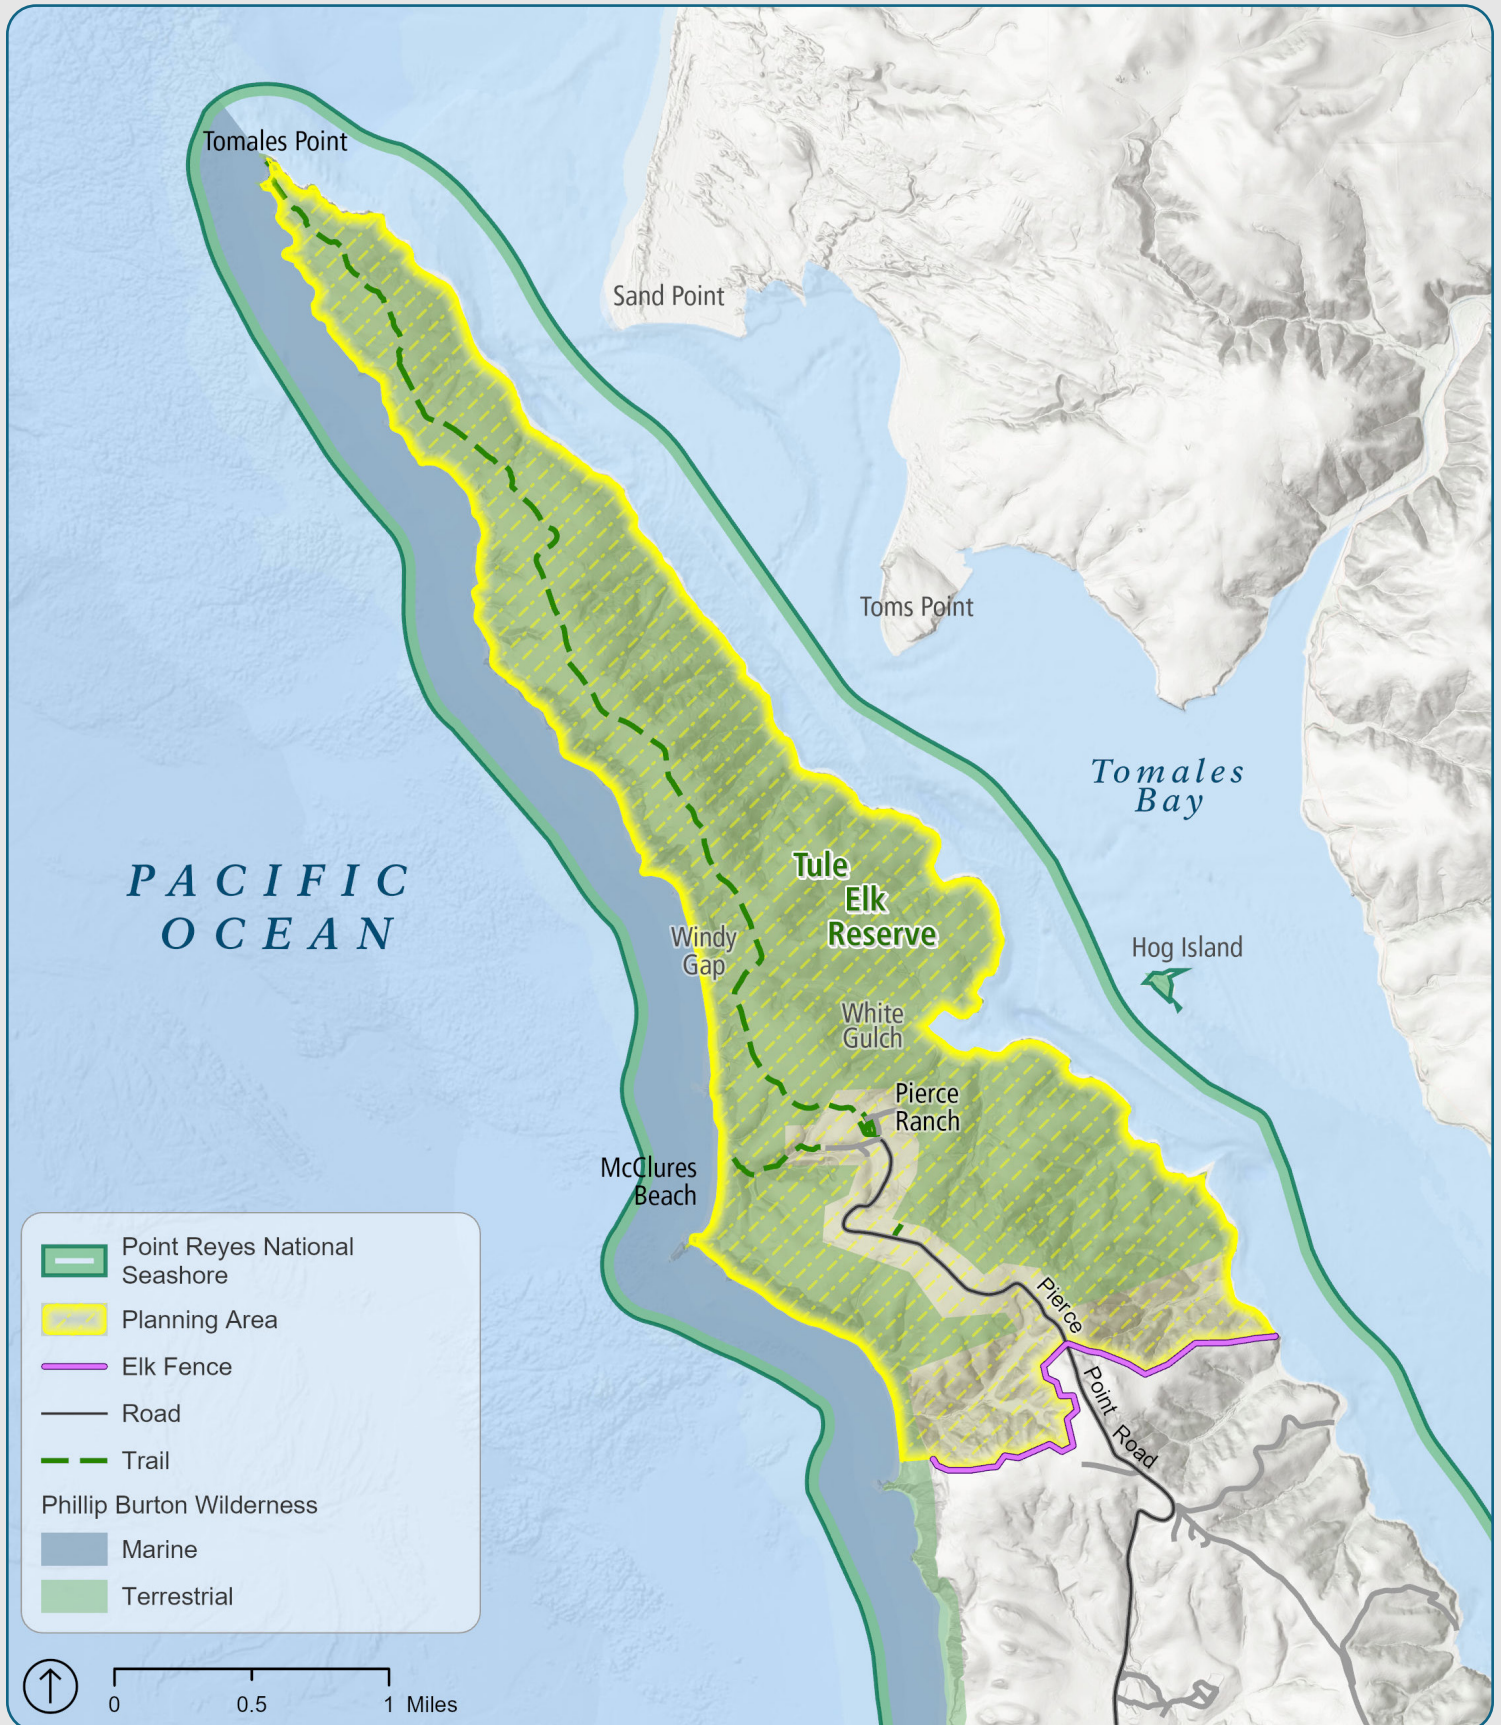 Tomales Point
Sand Point
Toms Point
Tomales
Bay
PACIFIC
OCEAN
Tule
Elk
Reserve
Windy
Gap
Hog Island
White
Gulch
Pierce
Ranch
McClures
Beach
Pierce
Point Road
Point Reyes National
Seashore
Planning Area
Elk Fence
Road
Trail
Phillip Burton Wilderness
Marine
Terrestrial
0 0.5 1 Miles